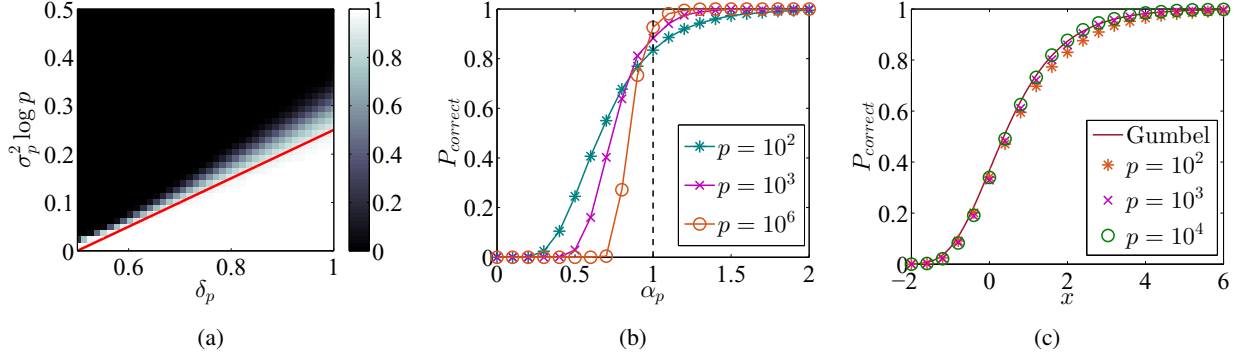 σ_p^2 log p
0.5
0.4
0.3
0.2
0.1
0
0.6
0.8
1
δ_p
1
0.8
0.6
0.4
0.2
0
(a)
P_correct
1
0.8
0.6
0.4
0.2
0
0
0.5
1
1.5
2
α_p
p = 10^2
p = 10^3
p = 10^6
(b)
P_correct
1
0.8
0.6
0.4
0.2
0
−2
0
2
4
6
x
Gumbel
p = 10^2
p = 10^3
p = 10^4
(c)